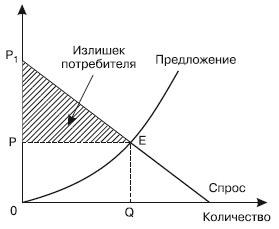 P1
Излишек
потребителя
Предложение
P
E
0
Q
Спрос
Количество